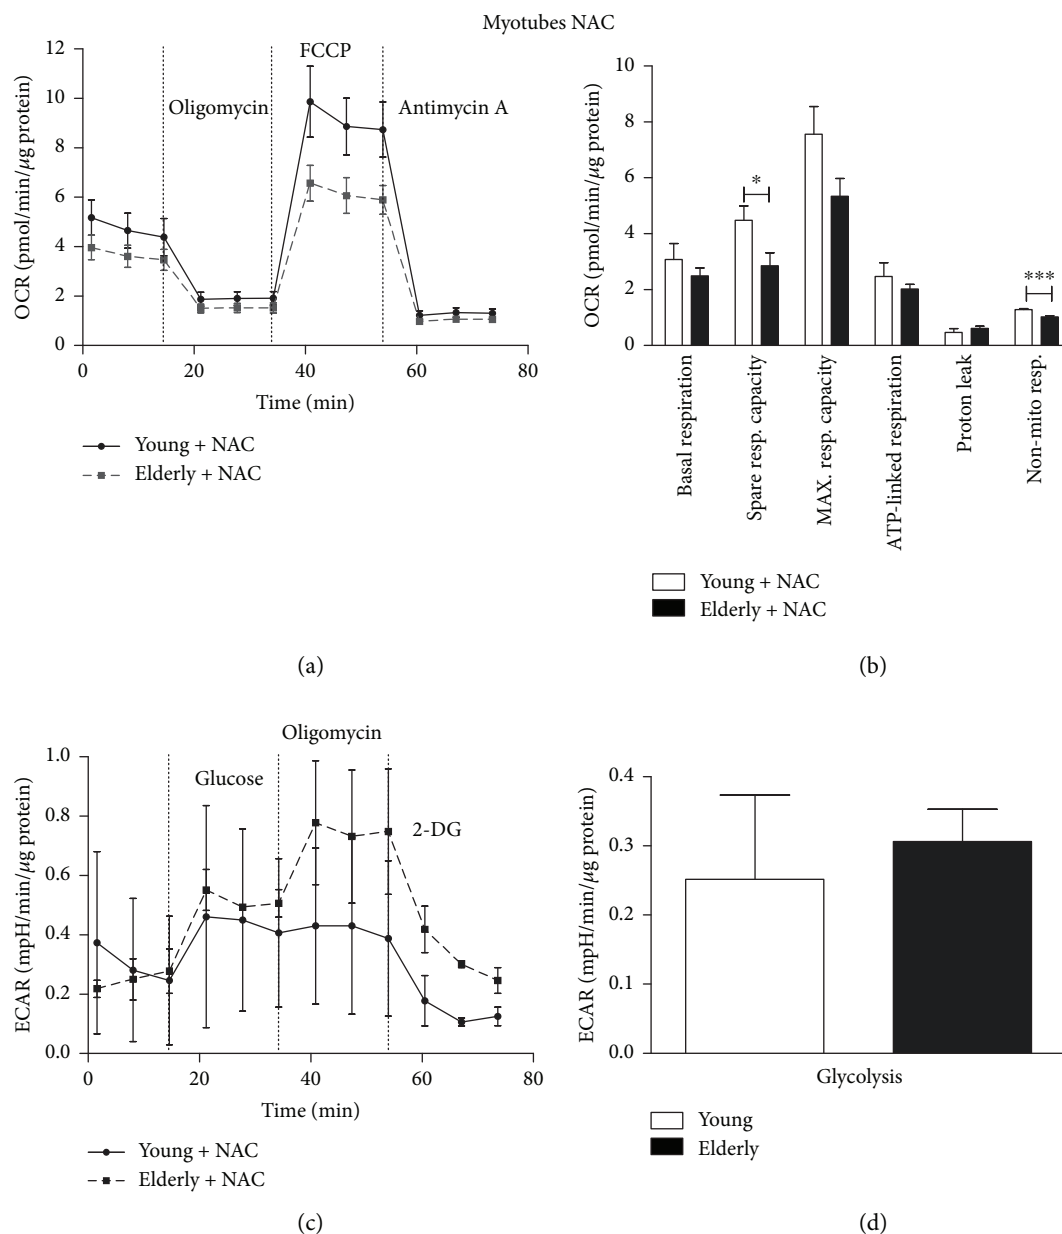 Myotubes NAC
12
10
8
6
4
2
0
OCR (pmol/min/µg protein)
FCCP
Oligomycin
Antimycin A
0 20 40 60 80
Time (min)
Young + NAC
Elderly + NAC
(a)
10
8
6
4
2
0
OCR (pmol/min/µg protein)
*
***
Basal respiration
Spare resp. capacity
MAX. resp. capacity
ATP-linked respiration
Proton leak
Non-mito resp.
Young + NAC
Elderly + NAC
(b)
Oligomycin
Glucose
2-DG
1.0
0.8
0.6
0.4
0.2
0.0
ECAR (mpH/min/µg protein)
0 20 40 60 80
Time (min)
Young + NAC
Elderly + NAC
(c)
0.4
0.3
0.2
0.1
0.0
ECAR (mpH/min/µg protein)
Glycolysis
Young
Elderly
(d)